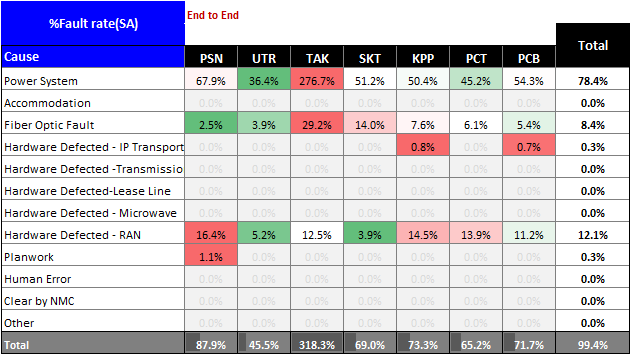 %Fault rate(SA) End to End
Cause PSN UTR TAK SKT KPP PCT PCB Total
Power System 67.9% 36.4% 276.7% 51.2% 50.4% 45.2% 54.3% 78.4%
Accommodation 0.0% 0.0% 0.0% 0.0% 0.0% 0.0% 0.0% 0.0%
Fiber Optic Fault 2.5% 3.9% 29.2% 14.0% 7.6% 6.1% 5.4% 8.4%
Hardware Defected - IP Transport 0.0% 0.0% 0.0% 0.0% 0.8% 0.0% 0.7% 0.3%
Hardware Defected -Transmissio 0.0% 0.0% 0.0% 0.0% 0.0% 0.0% 0.0% 0.0%
Hardware Defected-Lease Line 0.0% 0.0% 0.0% 0.0% 0.0% 0.0% 0.0% 0.0%
Hardware Defected - Microwave 0.0% 0.0% 0.0% 0.0% 0.0% 0.0% 0.0% 0.0%
Hardware Defected - RAN 16.4% 5.2% 12.5% 3.9% 14.5% 13.9% 11.2% 12.1%
Planwork 1.1% 0.0% 0.0% 0.0% 0.0% 0.0% 0.0% 0.3%
Human Error 0.0% 0.0% 0.0% 0.0% 0.0% 0.0% 0.0% 0.0%
Clear by NMC 0.0% 0.0% 0.0% 0.0% 0.0% 0.0% 0.0% 0.0%
Other 0.0% 0.0% 0.0% 0.0% 0.0% 0.0% 0.0% 0.0%
Total 87.9% 45.5% 318.3% 69.0% 73.3% 65.2% 71.7% 99.4%